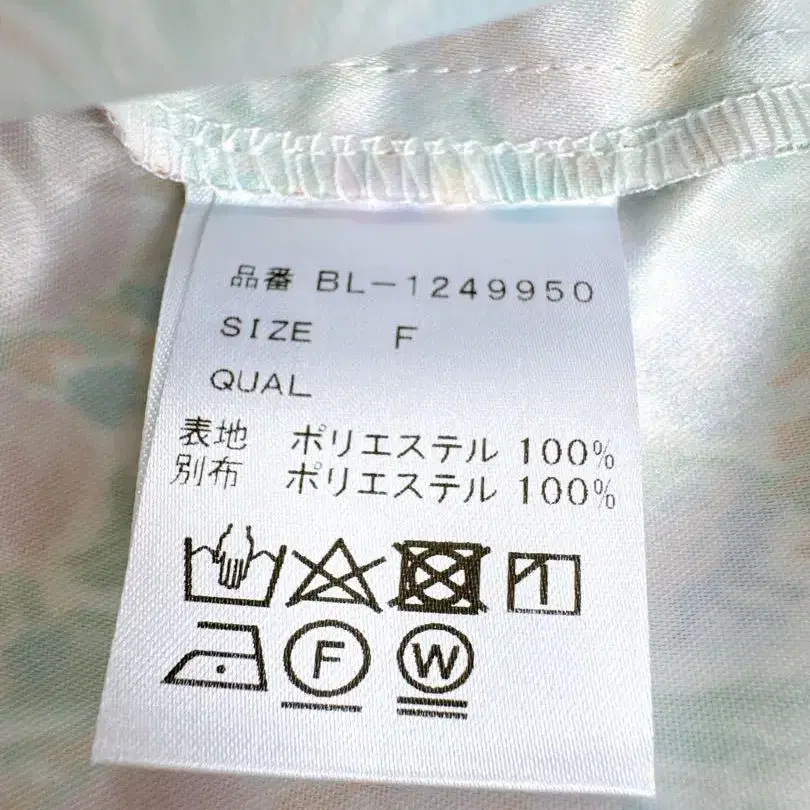 品番 BL-1249950
SIZE F
QUAL
表地 ポリエステル 100%
別布 ポリエステル 100%
F W